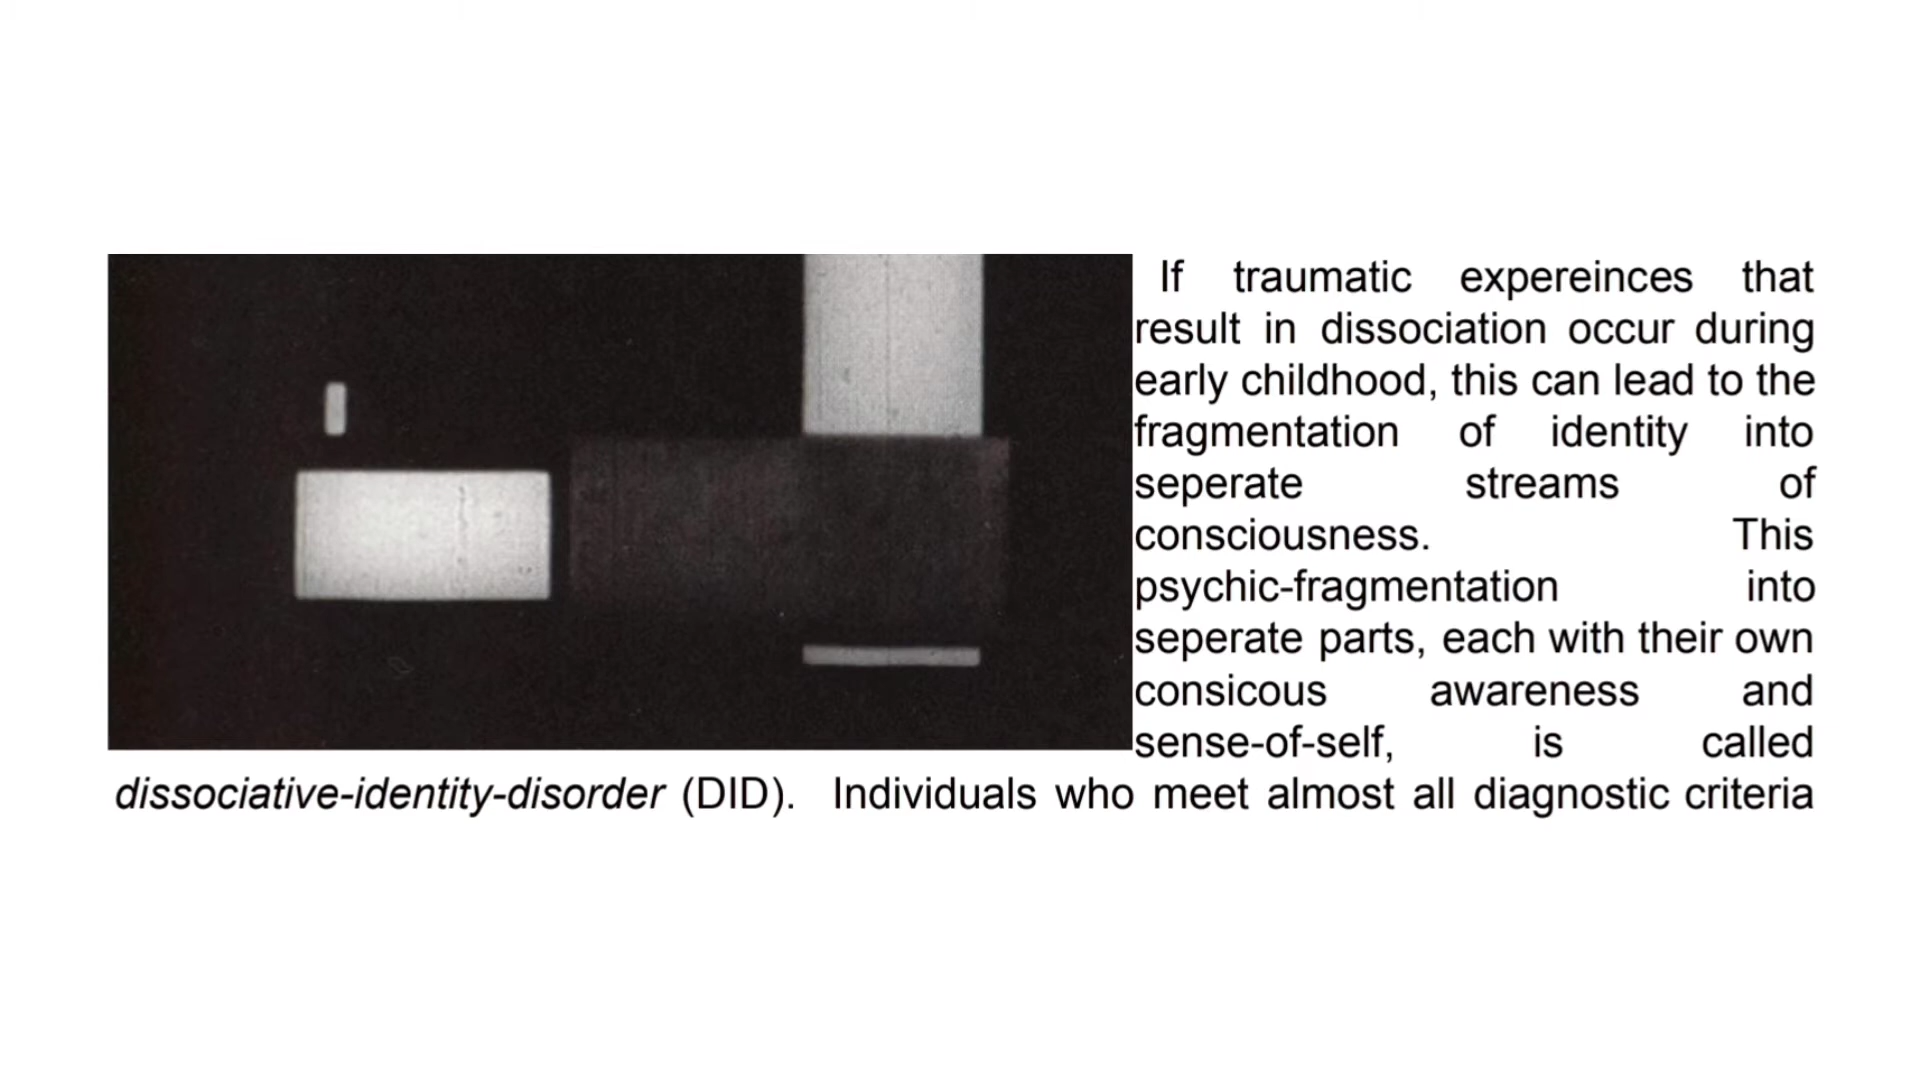 If traumatic expereinces that
result in dissociation occur during
early childhood, this can lead to the
fragmentation of identity into
seperate streams of
consciousness. This
psychic-fragmentation into
seperate parts, each with their own
consicous awareness and
sense-of-self, is called
dissociative-identity-disorder (DID). Individuals who meet almost all diagnostic criteria